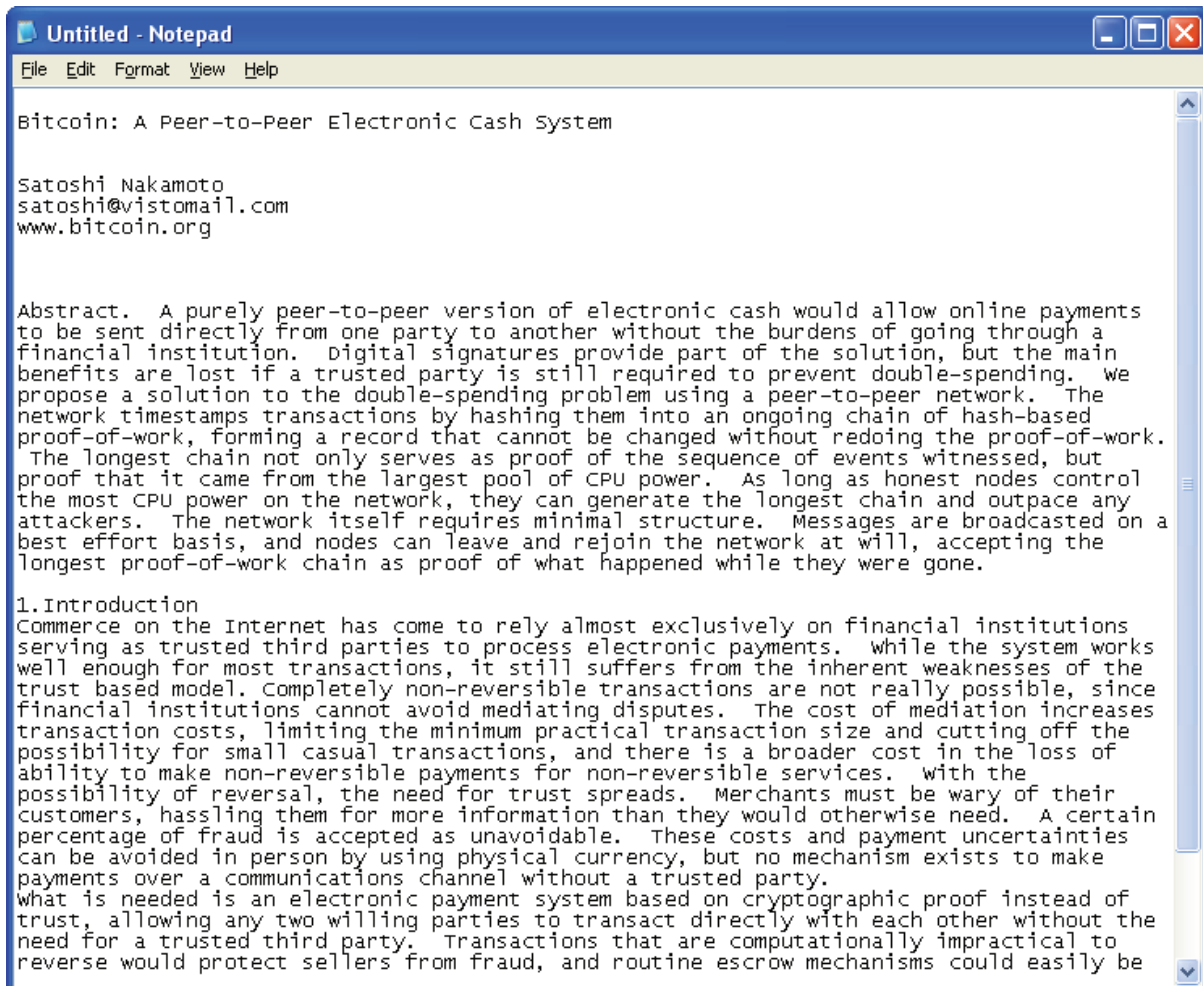 Untitled - Notepad
File Edit Format View Help
Bitcoin: A Peer-to-Peer Electronic Cash System
Satoshi Nakamoto
satoshi@vistomail.com
www.bitcoin.org
Abstract.  A purely peer-to-peer version of electronic cash would allow online payments
to be sent directly from one party to another without the burdens of going through a
financial institution.  Digital signatures provide part of the solution, but the main
benefits are lost if a trusted party is still required to prevent double-spending.  We
propose a solution to the double-spending problem using a peer-to-peer network.  The
network timestamps transactions by hashing them into an ongoing chain of hash-based
proof-of-work, forming a record that cannot be changed without redoing the proof-of-work.
The longest chain not only serves as proof of the sequence of events witnessed, but
proof that it came from the largest pool of CPU power.  As long as honest nodes control
the most CPU power on the network, they can generate the longest chain and outpace any
attackers.  The network itself requires minimal structure.  Messages are broadcasted on a
best effort basis, and nodes can leave and rejoin the network at will, accepting the
longest proof-of-work chain as proof of what happened while they were gone.
1.Introduction
Commerce on the Internet has come to rely almost exclusively on financial institutions
serving as trusted third parties to process electronic payments.  While the system works
well enough for most transactions, it still suffers from the inherent weaknesses of the
trust based model. Completely non-reversible transactions are not really possible, since
financial institutions cannot avoid mediating disputes.  The cost of mediation increases
transaction costs, limiting the minimum practical transaction size and cutting off the
possibility for small casual transactions, and there is a broader cost in the loss of
ability to make non-reversible payments for non-reversible services.  With the
possibility of reversal, the need for trust spreads.  Merchants must be wary of their
customers, hassling them for more information than they would otherwise need.  A certain
percentage of fraud is accepted as unavoidable.  These costs and payment uncertainties
can be avoided in person by using physical currency, but no mechanism exists to make
payments over a communications channel without a trusted party.
What is needed is an electronic payment system based on cryptographic proof instead of
trust, allowing any two willing parties to transact directly with each other without the
need for a trusted third party.  Transactions that are computationally impractical to
reverse would protect sellers from fraud, and routine escrow mechanisms could easily be